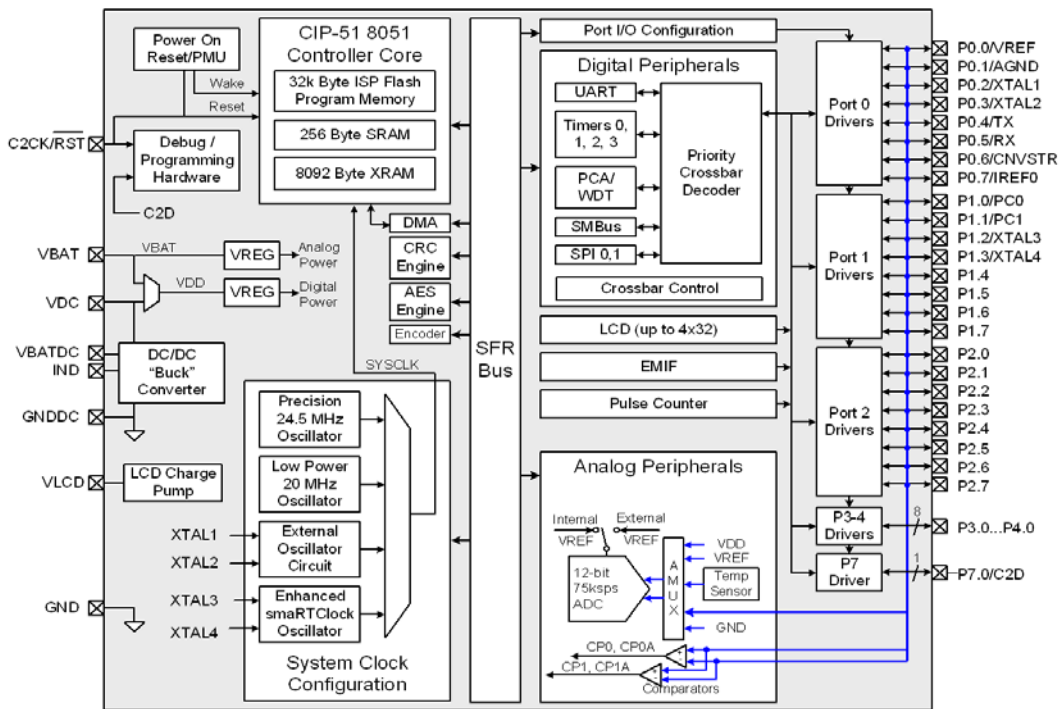 Power On
Reset/PMU
Wake
Reset
C2CK/RST
Debug /
Programming
Hardware
C2D
VBAT
VBAT
VREG
Analog
Power
VDC
VDD
VREG
Digital
Power
VBATDC
IND
DC/DC
"Buck"
Converter
GNDDC
VLCD
LCD Charge
Pump
XTAL1
XTAL2
XTAL3
XTAL4
GND
CIP-51 8051
Controller Core
32k Byte ISP Flash
Program Memory
256 Byte SRAM
8092 Byte XRAM
DMA
CRC
Engine
AES
Engine
Encoder
SYSCLK
Precision
24.5 MHz
Oscillator
Low Power
20 MHz
Oscillator
External
Oscillator
Circuit
Enhanced
smaRTClock
Oscillator
System Clock
Configuration
SFR
Bus
Port I/O Configuration
Digital Peripherals
UART
Timers 0,
1, 2, 3
PCA/
WDT
SMBus
SPI 0,1
Priority
Crossbar
Decoder
Crossbar Control
LCD (up to 4x32)
EMIF
Pulse Counter
Analog Peripherals
Internal
VREF
External
VREF
12-bit
75ksps
ADC
A
M
U
X
VDD
VREF
Temp
Sensor
GND
CP0, CP0A
+
-
CP1, CP1A
+
-
Comparators
Port 0
Drivers
Port 1
Drivers
Port 2
Drivers
P3-4
Drivers
P7
Driver
P0.0/VREF
P0.1/AGND
P0.2/XTAL1
P0.3/XTAL2
P0.4/TX
P0.5/RX
P0.6/CNVSTR
P0.7/IREF0
P1.0/PC0
P1.1/PC1
P1.2/XTAL3
P1.3/XTAL4
P1.4
P1.5
P1.6
P1.7
P2.0
P2.1
P2.2
P2.3
P2.4
P2.5
P2.6
P2.7
8
P3.0...P4.0
1
P7.0/C2D